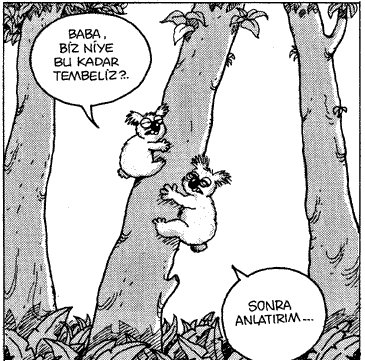 BABA,
BİZ NİYE
BU KADAR
TEMBELİZ?.
SONRA
ANLATIRIM...